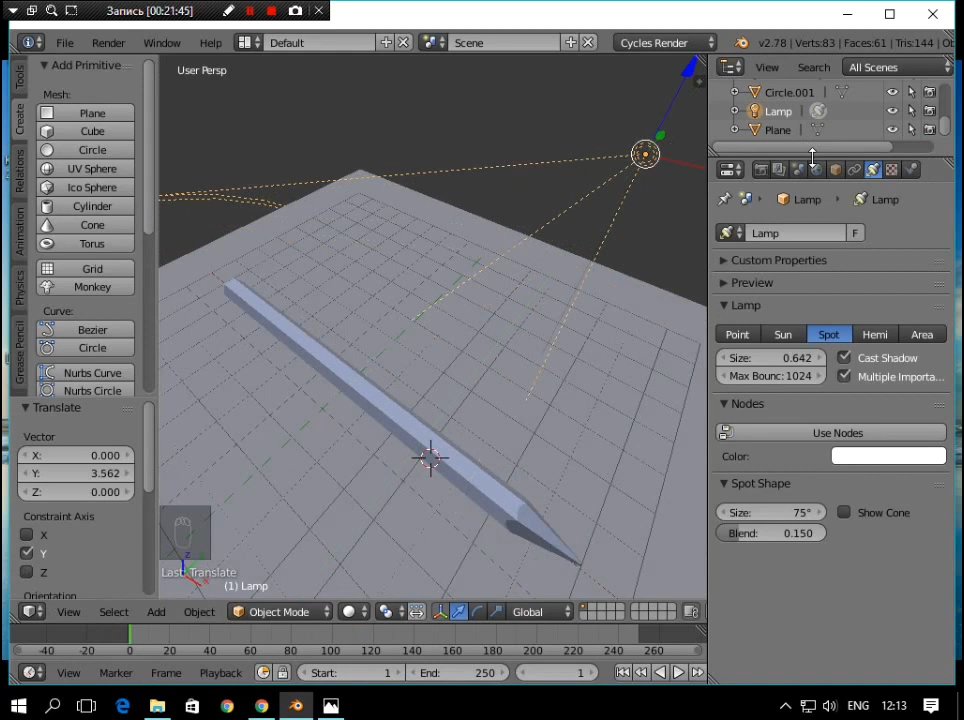 Запись [00:21:45]
File Render Window Help Default Scene Cycles Render v2.78 | Verts:83 | Faces:61 | Tris:144 | Ob
Tools
Create
Relations
Animation
Physics
Grease Pencil
Add Primitive
Mesh:
Plane
Cube
Circle
UV Sphere
Ico Sphere
Cylinder
Cone
Torus
Grid
Monkey
Curve:
Bezier
Circle
Nurbs Curve
Nurbs Circle
Translate
Vector
X: 0.000
Y: 3.562
Z: 0.000
Constraint Axis
X
Y
Z
Orientation
User Persp
Last: Translate
(1) Lamp
View Select Add Object Object Mode Global
-40 -20 0 20 40 60 80 100 120 140 160 180 200 220 240 260
View Marker Frame Playback Start: 1 End: 250 1
View Search All Scenes
Circle.001
Lamp
Plane
Lamp Lamp
Lamp F
Custom Properties
Preview
Lamp
Point Sun Spot Hemi Area
Size: 0.642 Cast Shadow
Max Bounc: 1024 Multiple Importa...
Nodes
Use Nodes
Color:
Spot Shape
Size: 75° Show Cone
Blend: 0.150
ENG 12:13